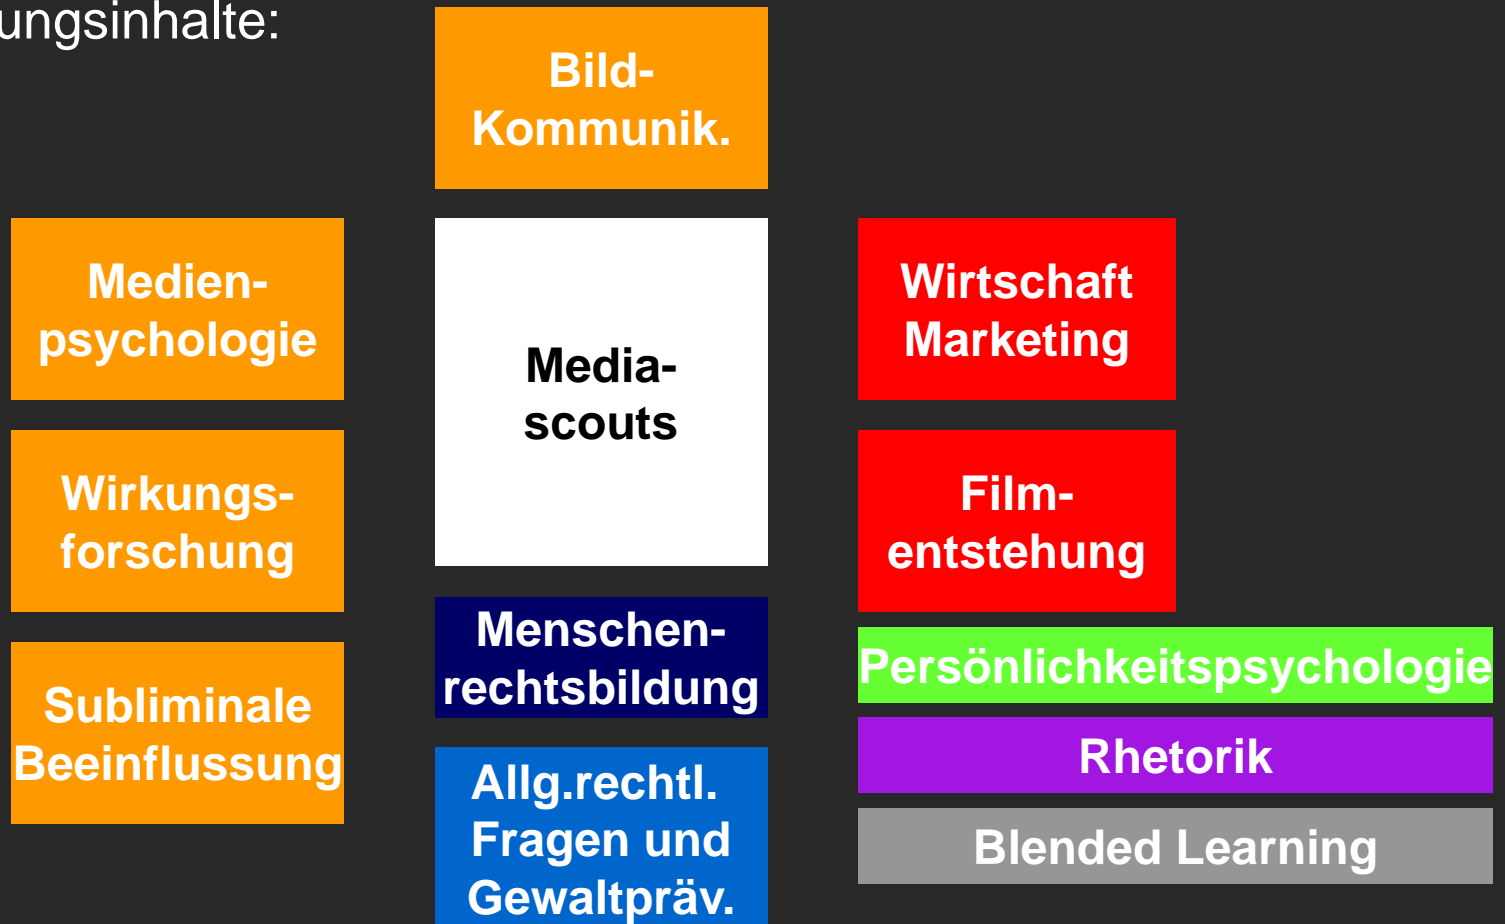 ungsinhalte:
Bild-
Kommunik.
Medien-
psychologie
Wirkungs-
forschung
Subliminale
Beeinflussung
Media-
scouts
Menschen-
rechtsbildung
Allg.rechtl.
Fragen und
Gewaltpräv.
Wirtschaft
Marketing
Film-
entstehung
Persönlichkeitspsychologie
Rhetorik
Blended Learning